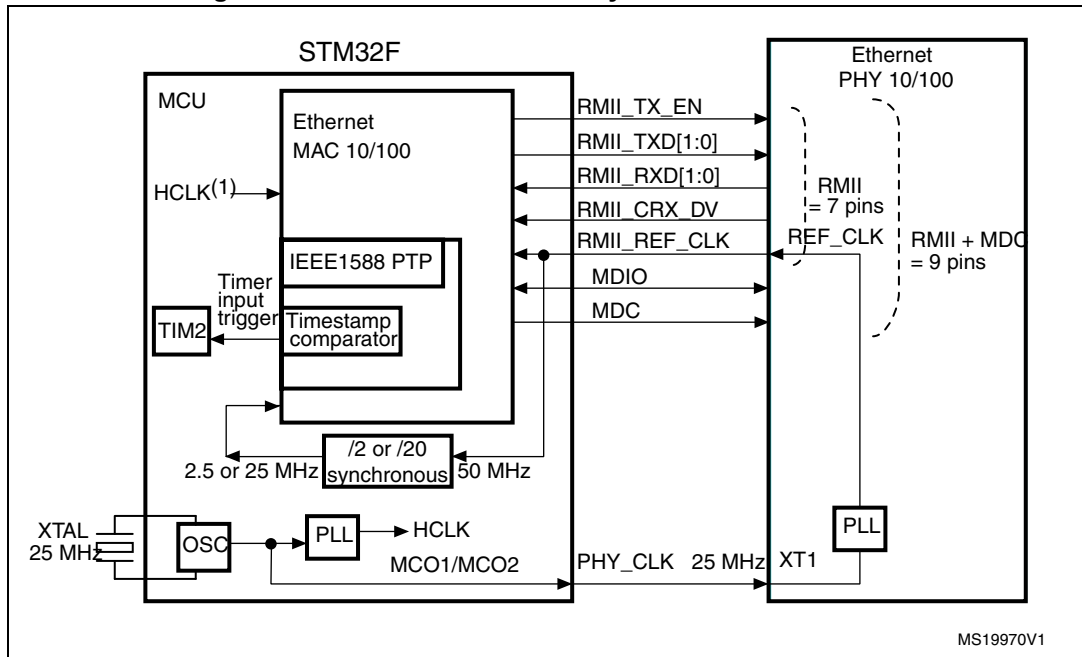 STM32F
MCU
Ethernet
MAC 10/100
HCLK(1)
IEEE1588 PTP
Timer
input
trigger
TIM2
Timestamp
comparator
/2 or /20
synchronous
2.5 or 25 MHz
50 MHz
XTAL
25 MHz
OSC
PLL
HCLK
MCO1/MCO2
RMII_TX_EN
RMII_TXD[1:0]
RMII_RXD[1:0]
RMII_CRX_DV
RMII_REF_CLK
MDIO
MDC
PHY_CLK 25 MHz
Ethernet
PHY 10/100
RMII
= 7 pins
REF_CLK
RMII + MDC
= 9 pins
PLL
XT1
MS19970V1